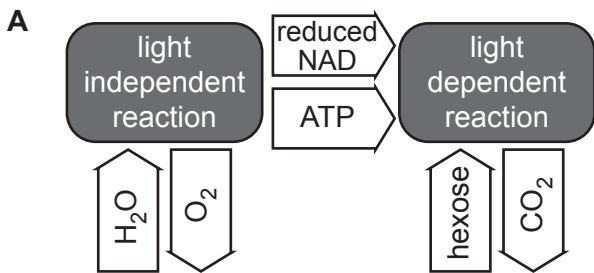 A
light
independent
reaction
reduced
NAD
ATP
light
dependent
reaction
H₂O
O₂
hexose
CO₂